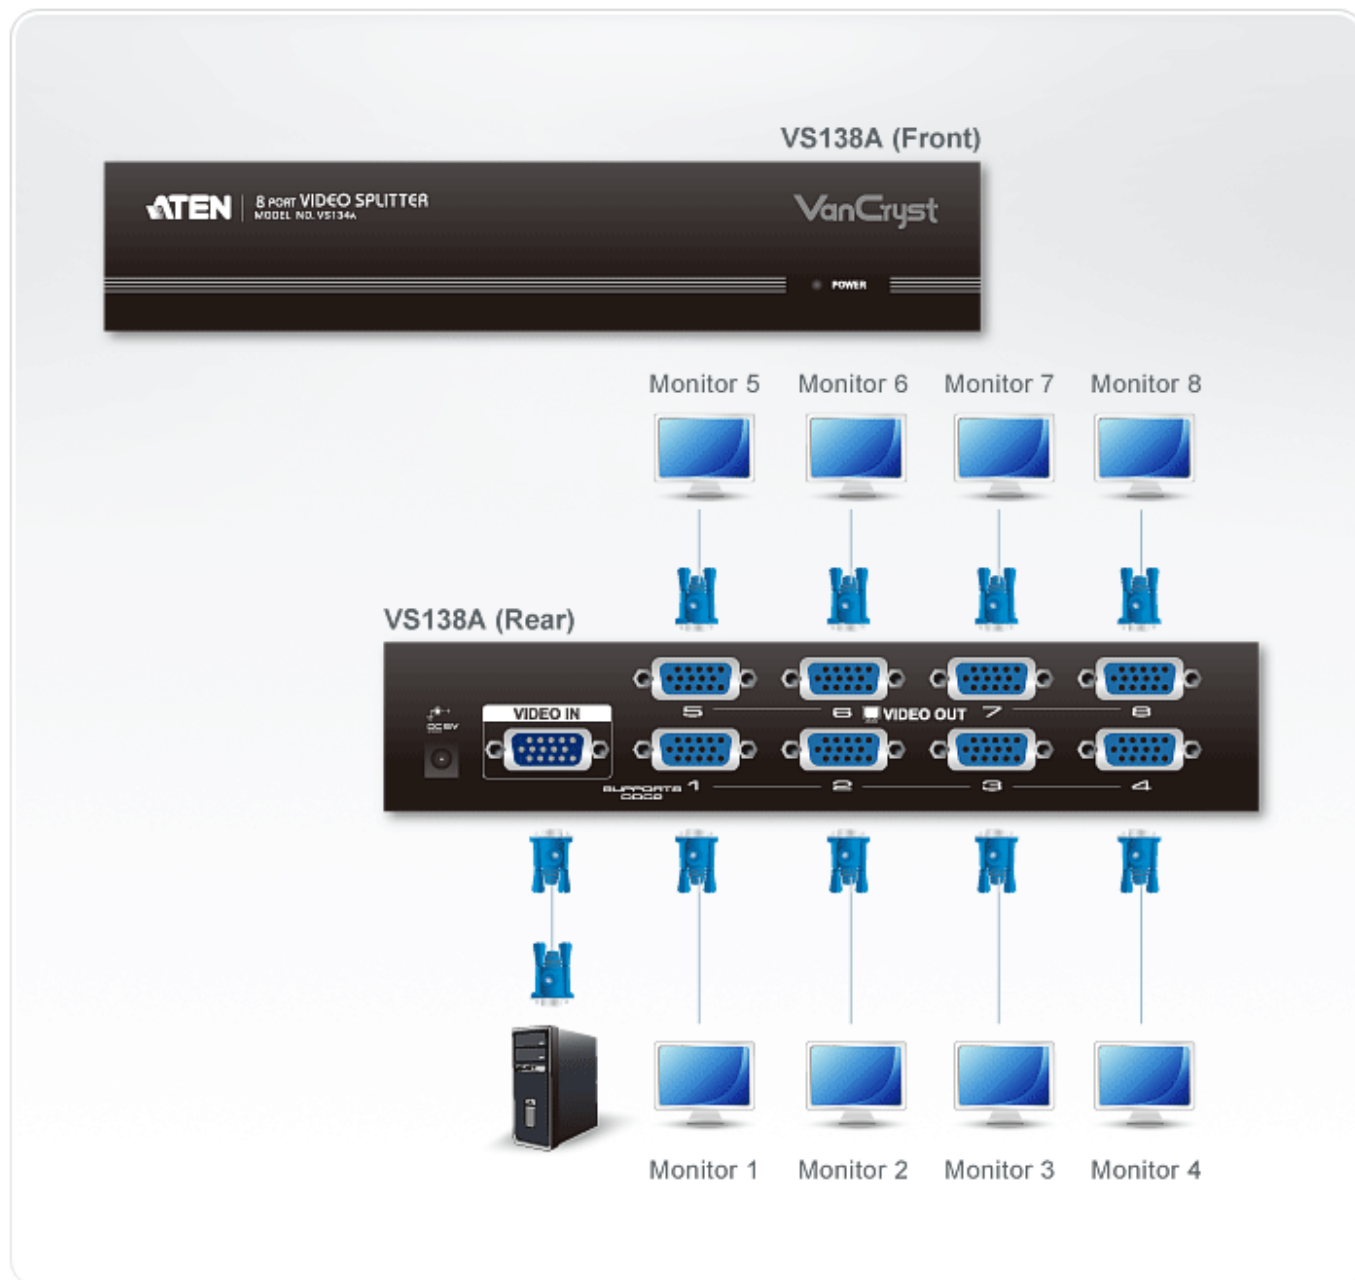 VS138A (Front)
ATEN
8 PORT VIDEO SPLITTER
MODEL NO. VS134A
VanCryst
POWER
Monitor 5 Monitor 6 Monitor 7 Monitor 8
VS138A (Rear)
VIDEO IN
5 6 VIDEO OUT 7 8
SUPPORTS 1 2 3 4
Monitor 1 Monitor 2 Monitor 3 Monitor 4